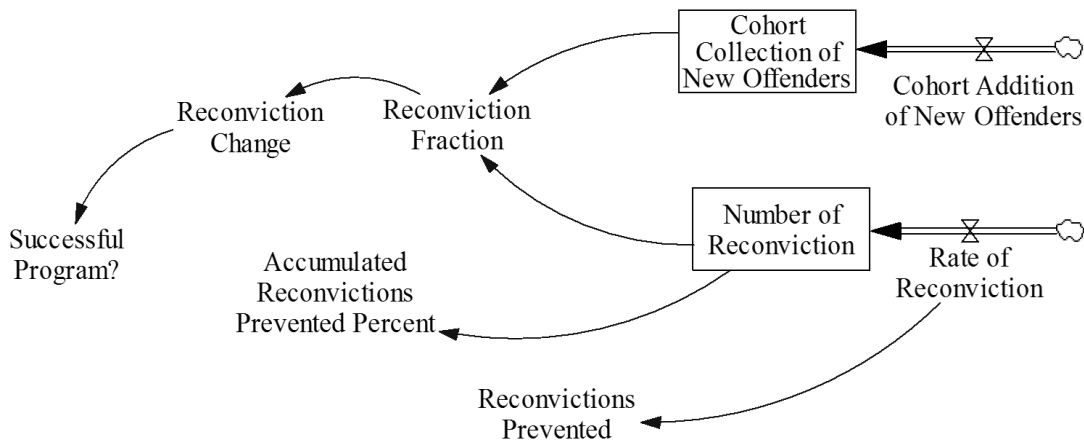 Cohort
Collection of
New Offenders
Cohort Addition
of New Offenders
Reconviction
Change
Reconviction
Fraction
Number of
Reconviction
Rate of
Reconviction
Successful
Program?
Accumulated
Reconvictions
Prevented Percent
Reconvictions
Prevented